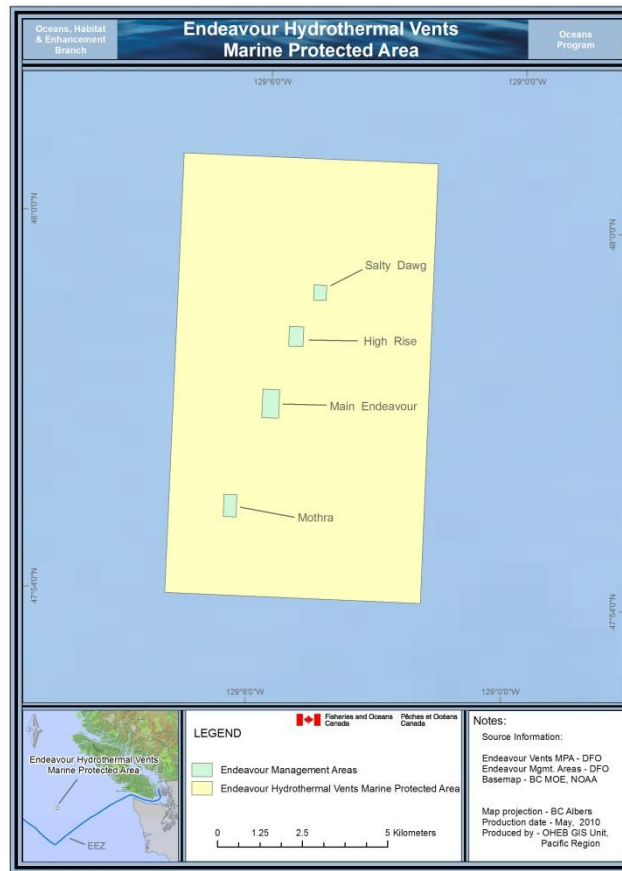 Oceans, Habitat
& Enhancement
Branch
Endeavour Hydrothermal Vents
Marine Protected Area
Oceans
Program
129°6'0"W
129°0'0"W
48°0'0"N
48°0'0"N
Salty Dawg
High Rise
Main Endeavour
Mothra
47°54'0"N
47°54'0"N
129°6'0"W
129°0'0"W
Endeavour Hydrothermal Vents
Marine Protected Area
EEZ
Fisheries and Oceans
Canada
Pêches et Océans
Canada
LEGEND
Endeavour Management Areas
Endeavour Hydrothermal Vents Marine Protected Area
0 1.25 2.5 5 Kilometers
Notes:
Source Information:
Endeavour Vents MPA - DFO
Endeavour Mgmt. Areas - DFO
Basemap - BC MOE, NOAA
Map projection - BC Albers
Production date - May, 2010
Produced by - OHEB GIS Unit,
Pacific Region